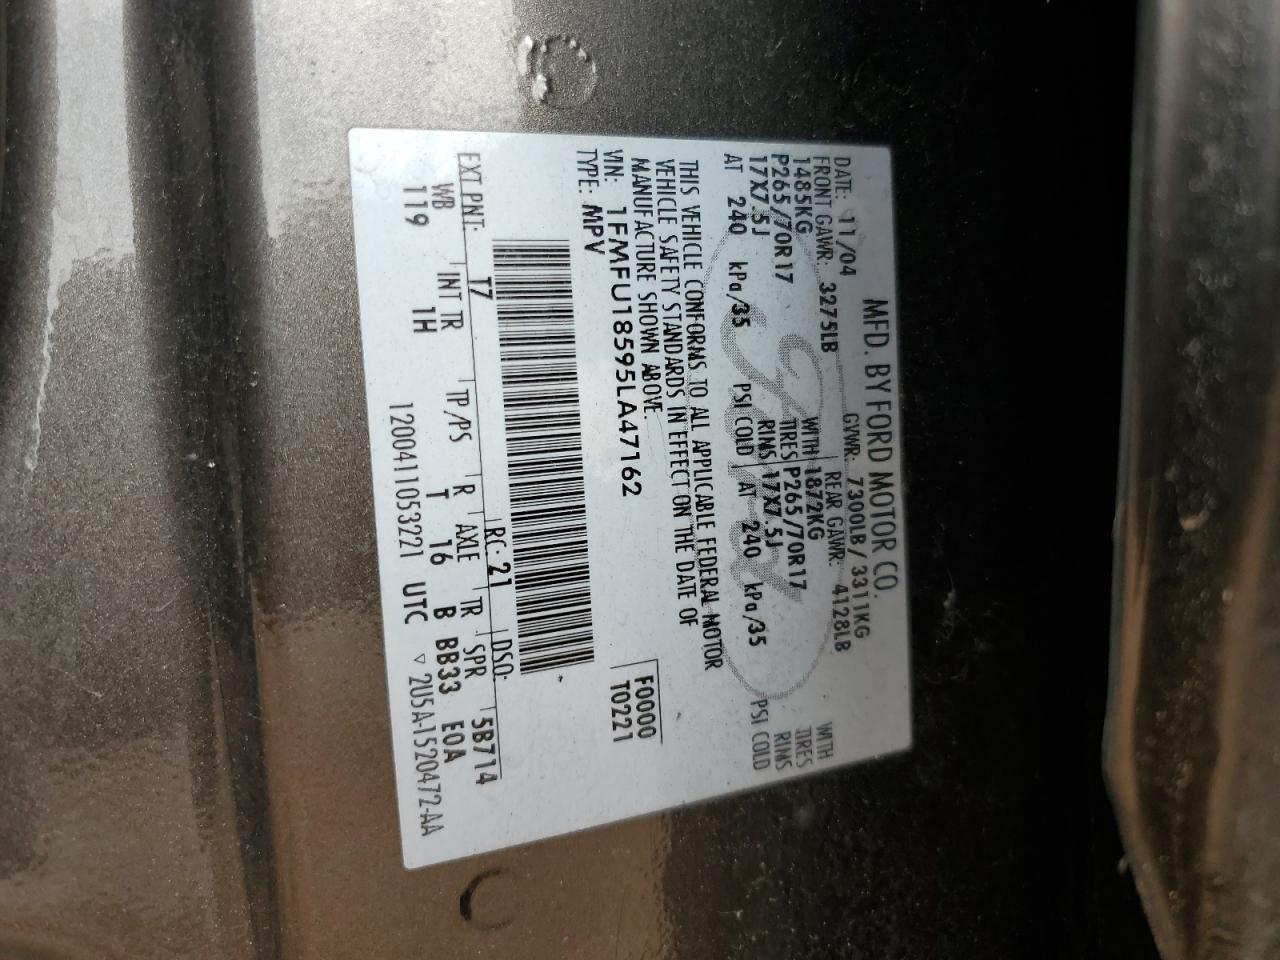 MFD. BY FORD MOTOR CO.
DATE: 11/04 GVWR: 7300LB / 3311KG
FRONT GAWR: 3275LB REAR GAWR: 4128LB
1485KG WITH 1872KG WITH
P265/70R17 TIRES P265/70R17 TIRES
17X7.5J RIMS 17X7.5J RIMS
AT 240 kPa/35 PSI COLD AT 240 kPa/35 PSI COLD
THIS VEHICLE CONFORMS TO ALL APPLICABLE FEDERAL MOTOR
VEHICLE SAFETY STANDARDS IN EFFECT ON THE DATE OF
MANUFACTURE SHOWN ABOVE.
VIN: 1FMFU18595LA47162 F0000
TYPE: MPV T0221
EXT PNT: T7 RC: 21 DSO: 5B714
WB INT TR TP/PS R AXLE TR SPR
119 1H T 16 B BB33 E0A
1200411053221 UTC ▽ 2U5A-1520472-AA